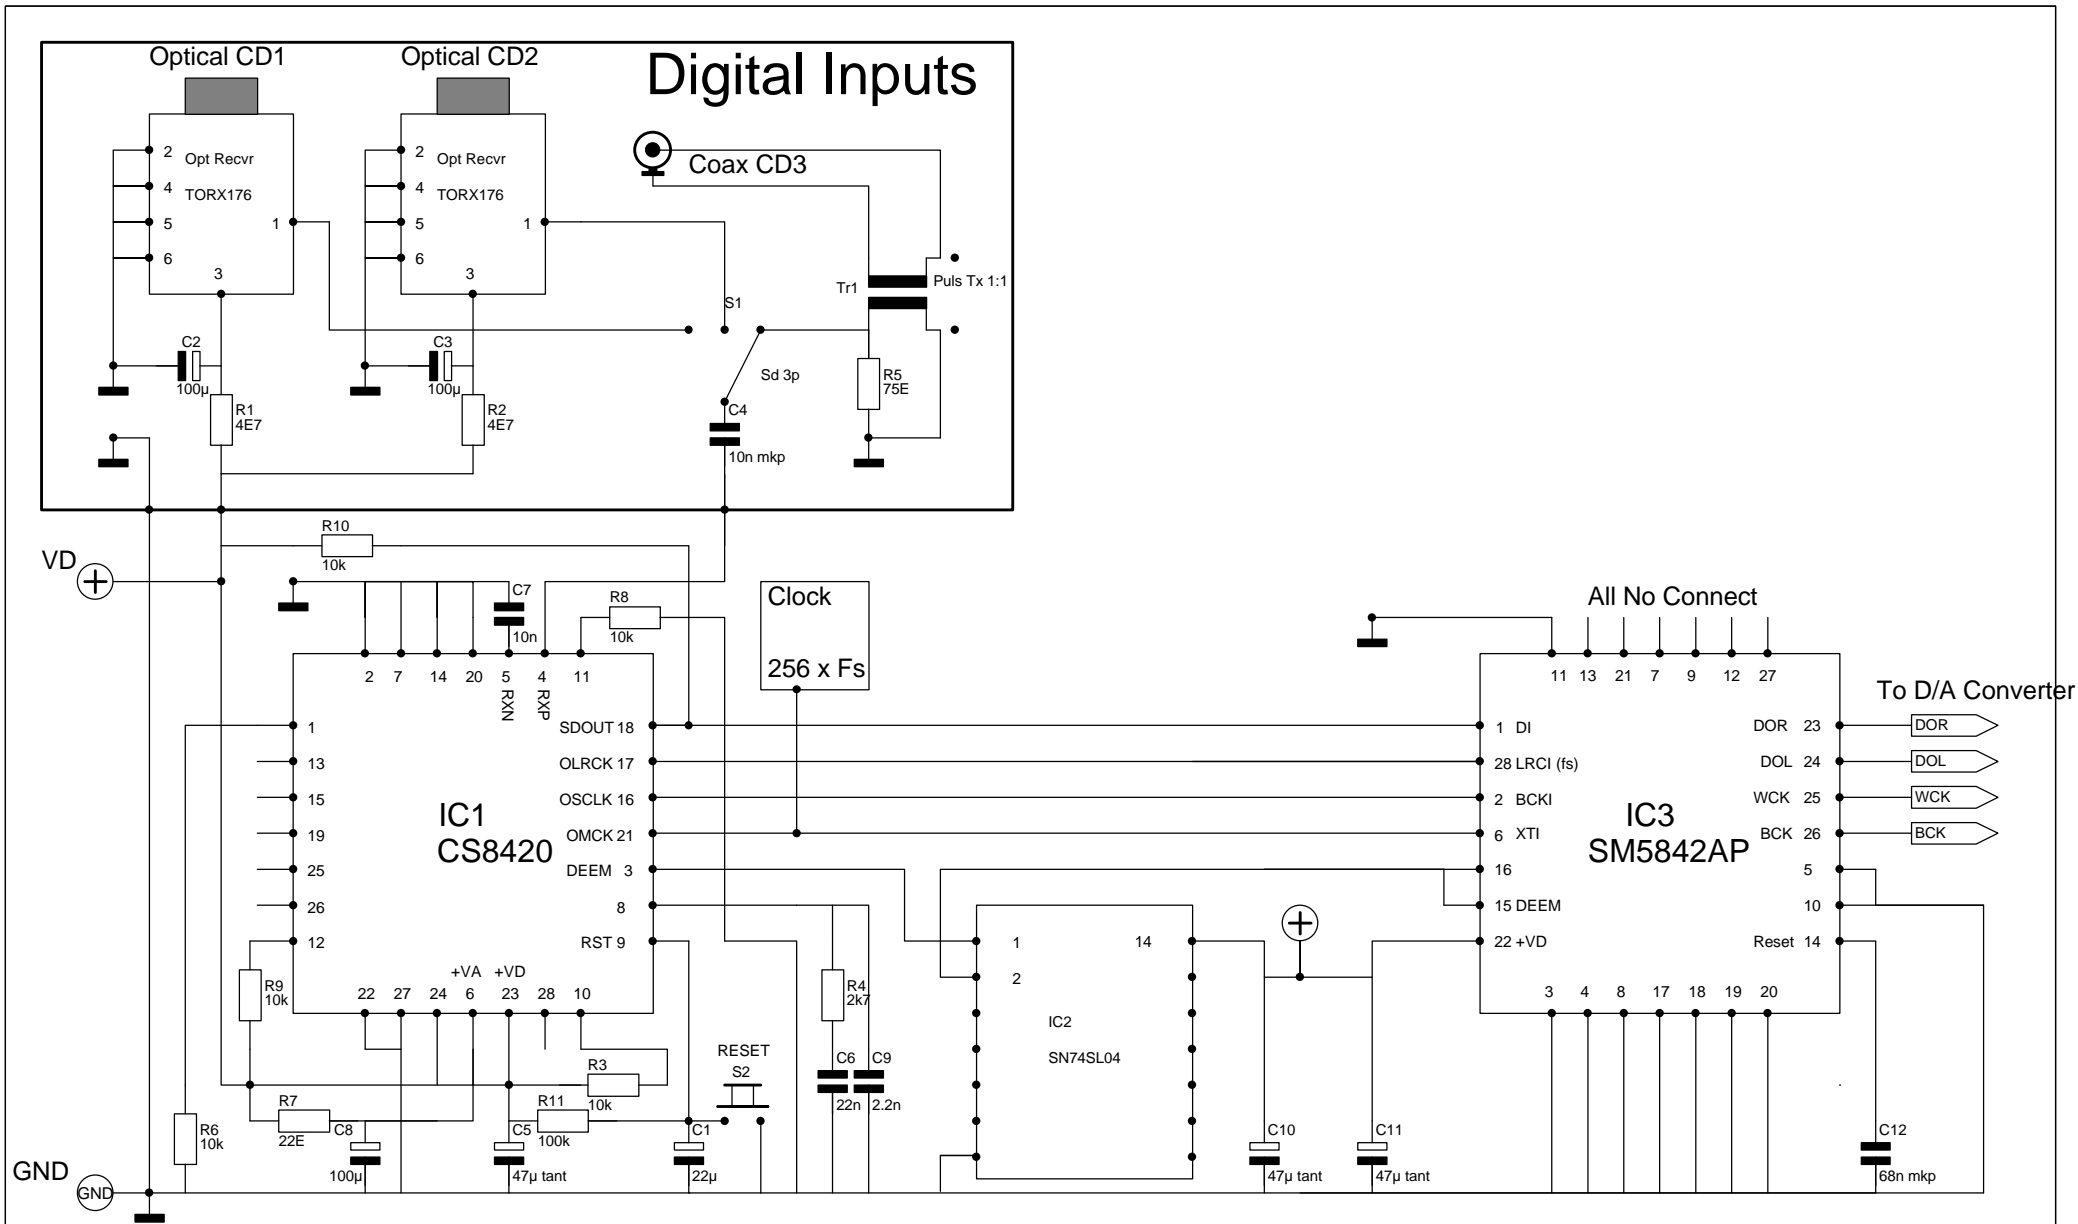 Optical CD1
Optical CD2
Digital Inputs
2 Opt Recvr
4 TORX176
5 1
6
3
2 Opt Recvr
4 TORX176
5 1
6
3
Coax CD3
Tr1
Puls Tx 1:1
S1
Sd 3p
C2
100µ
C3
100µ
R1
4E7
R2
4E7
C4
10n mkp
R5
75E
R10
10k
VD
C7
10n
R8
10k
Clock
256 x Fs
All No Connect
2 7 14 20 5 4 11
RXN
RXP
1
13
15
19
25
26
12
IC1
CS8420
SDOUT 18
OLRCK 17
OSCLK 16
OMCK 21
DEEM 3
8
RST 9
+VA +VD
22 27 24 6 23 28 10
11 13 21 7 9 12 27
1 DI
28 LRCI (fs)
2 BCKI
6 XTI
16
15 DEEM
22 +VD
IC3
SM5842AP
DOR 23
DOL 24
WCK 25
BCK 26
5
10
Reset 14
3 4 8 17 18 19 20
To D/A Converter
DOR
DOL
WCK
BCK
1 14
2
IC2
SN74SL04
R9
10k
R4
2k7
C6
22n
C9
2.2n
RESET
S2
R3
10k
R7
22E
C8
100µ
R11
100k
C5
47µ tant
C1
22µ
R6
10k
C10
47µ tant
C11
47µ tant
C12
68n mkp
GND
GND